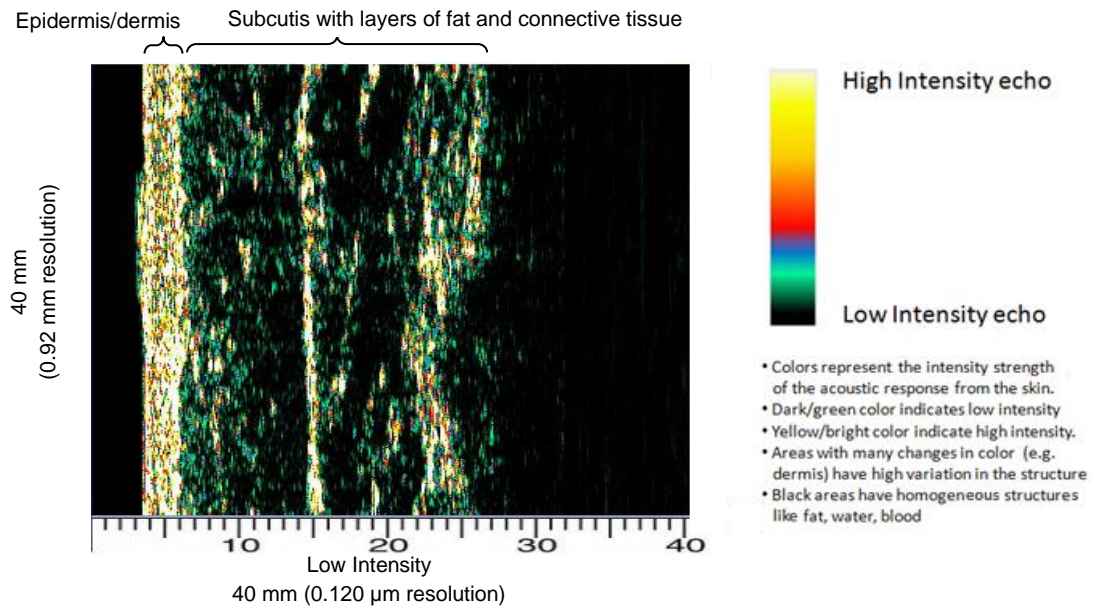 Epidermis/dermis
Subcutis with layers of fat and connective tissue
40 mm
(0.92 mm resolution)
High Intensity echo
Low Intensity echo
• Colors represent the intensity strength
of the acoustic response from the skin.
• Dark/green color indicates low intensity
• Yellow/bright color indicate high intensity.
• Areas with many changes in color (e.g.
dermis) have high variation in the structure
• Black areas have homogeneous structures
like fat, water, blood
10 20 30 40
Low Intensity
40 mm (0.120 µm resolution)